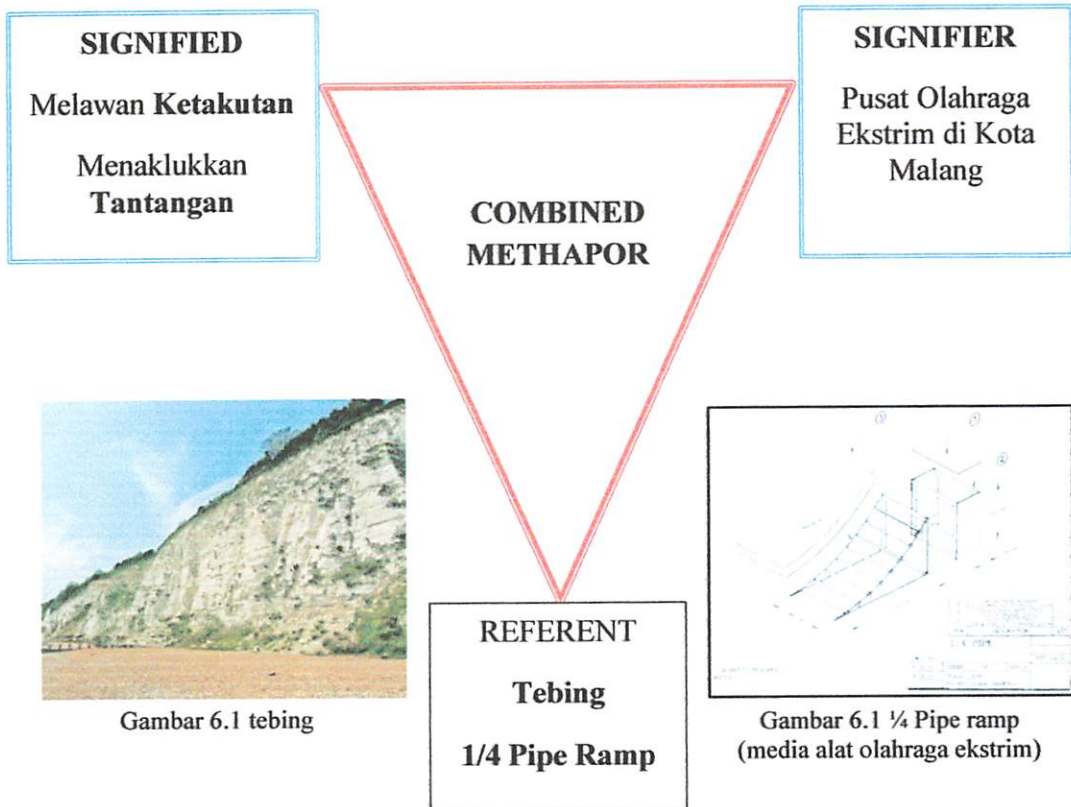 SIGNIFIED
Melawan Ketakutan
Menaklukkan
Tantangan
SIGNIFIER
Pusat Olahraga
Ekstrim di Kota
Malang
COMBINED
METHAPOR
Gambar 6.1 tebing
REFERENT
Tebing
1/4 Pipe Ramp
Gambar 6.1 ¼ Pipe ramp
(media alat olahraga ekstrim)